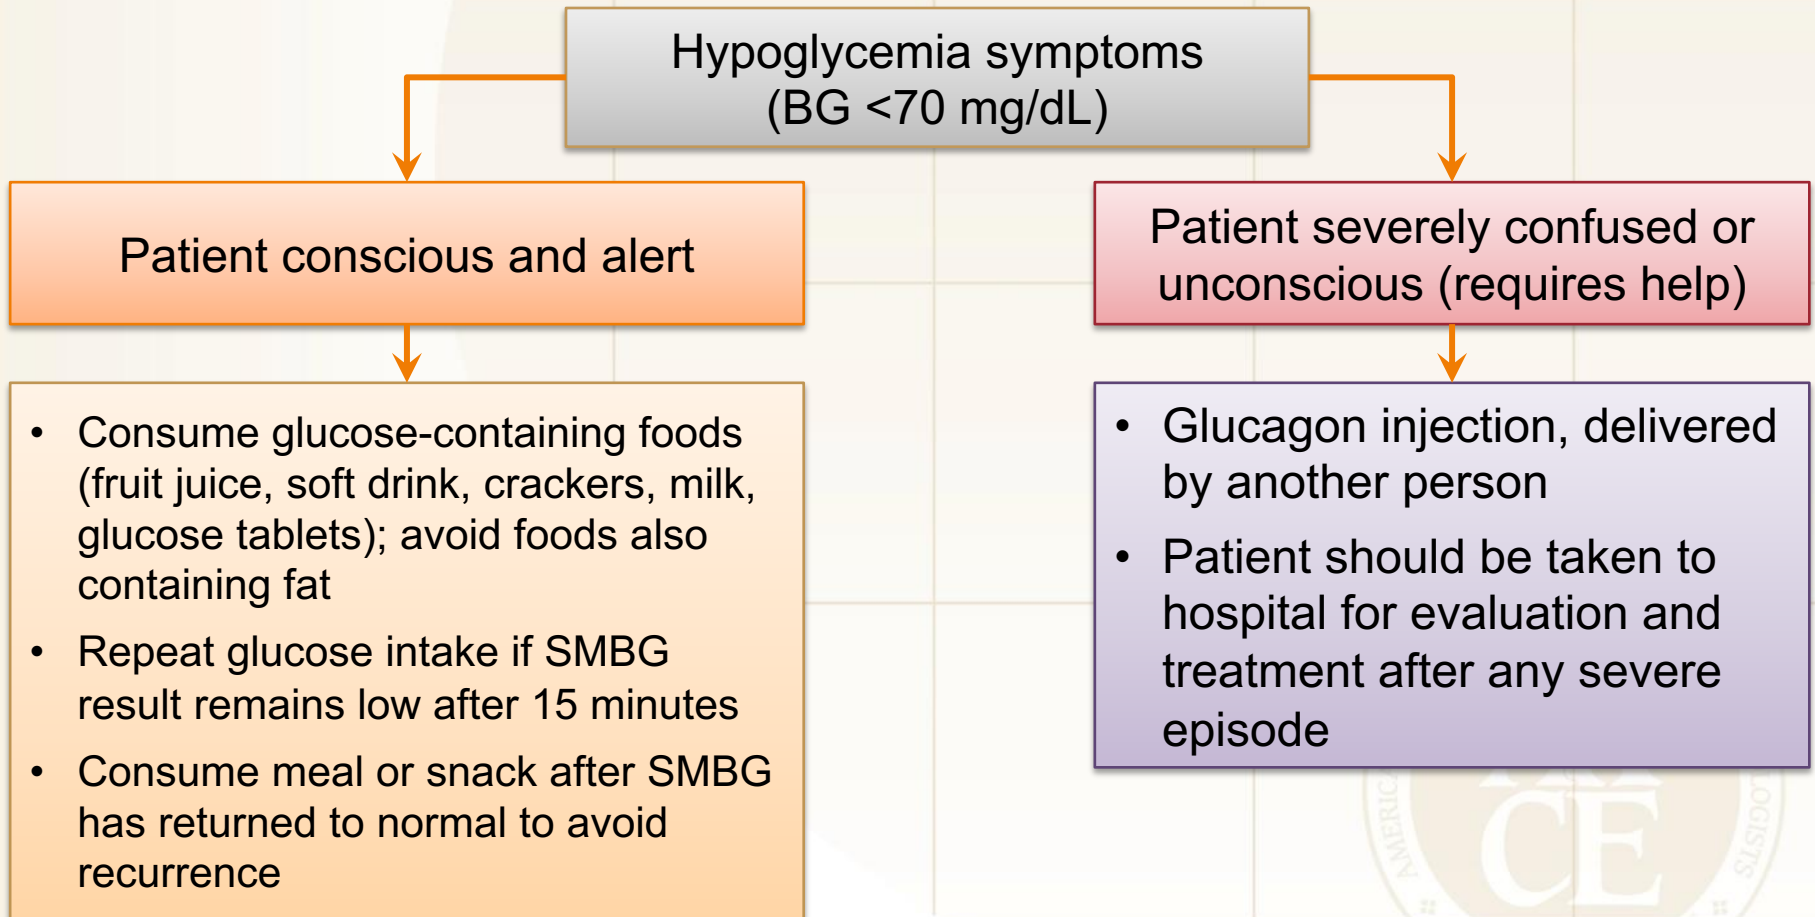 Hypoglycemia symptoms
(BG <70 mg/dL)
Patient conscious and alert
Patient severely confused or
unconscious (requires help)
• Consume glucose-containing foods
(fruit juice, soft drink, crackers, milk,
glucose tablets); avoid foods also
containing fat
• Repeat glucose intake if SMBG
result remains low after 15 minutes
• Consume meal or snack after SMBG
has returned to normal to avoid
recurrence
• Glucagon injection, delivered
by another person
• Patient should be taken to
hospital for evaluation and
treatment after any severe
episode
CE